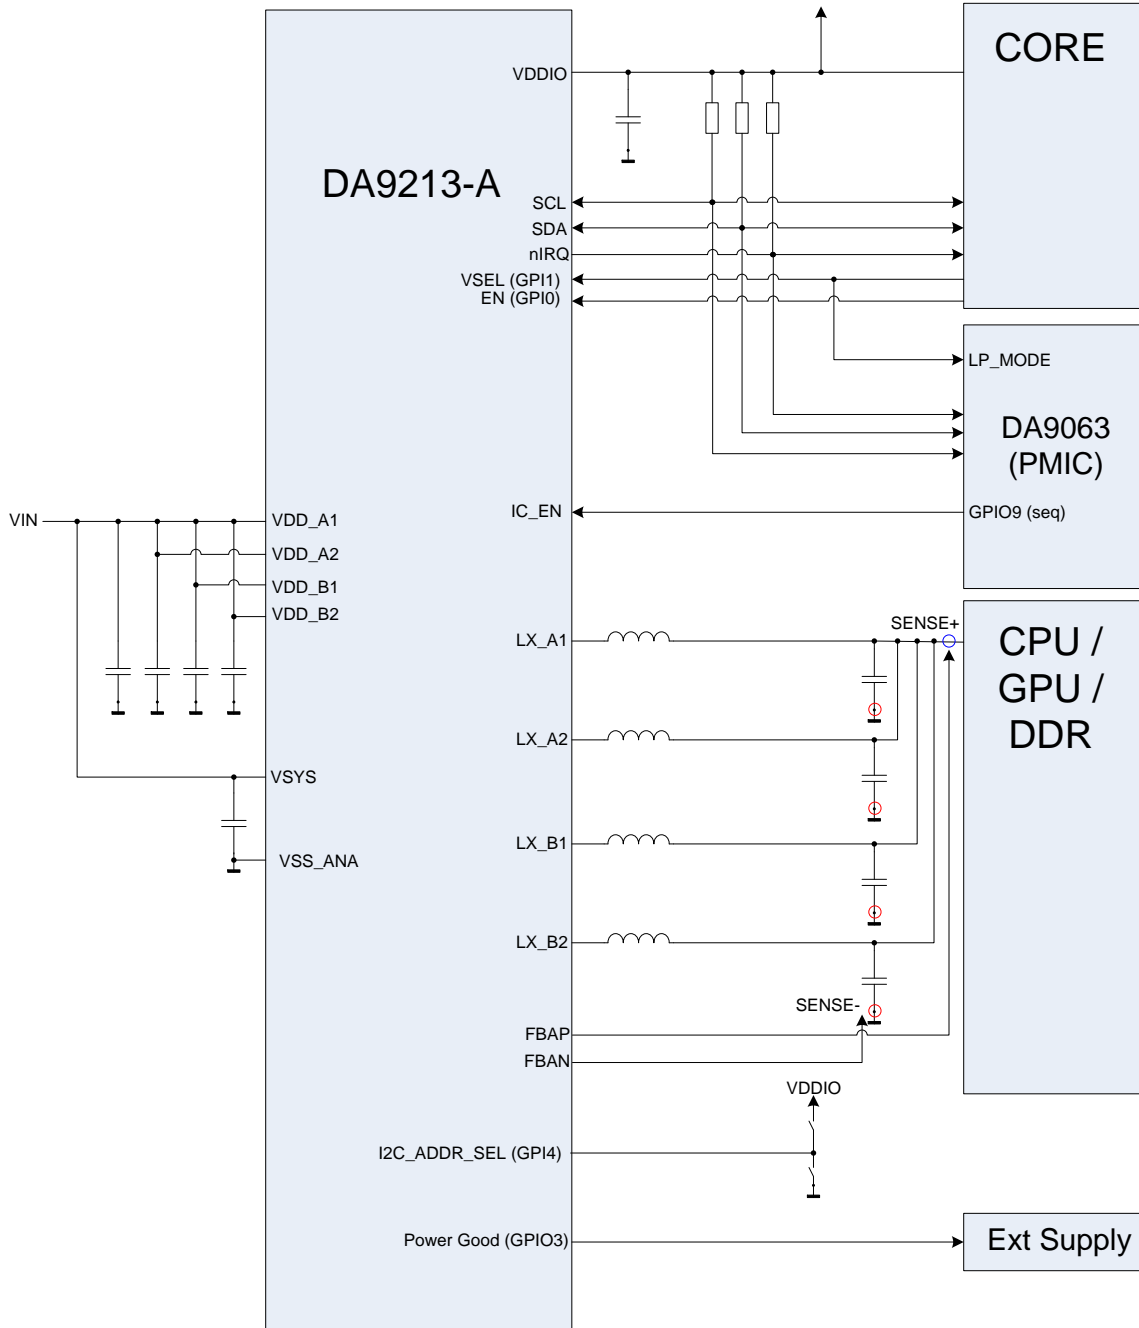 CORE
VDDIO
DA9213-A
SCL
SDA
nIRQ
VSEL (GPI1)
EN (GPI0)
LP_MODE
DA9063
(PMIC)
IC_EN
GPIO9 (seq)
VIN
VDD_A1
VDD_A2
VDD_B1
VDD_B2
SENSE+
LX_A1
CPU /
GPU /
DDR
LX_A2
VSYS
LX_B1
VSS_ANA
LX_B2
SENSE-
FBAP
FBAN
VDDIO
I2C_ADDR_SEL (GPI4)
Power Good (GPIO3)
Ext Supply